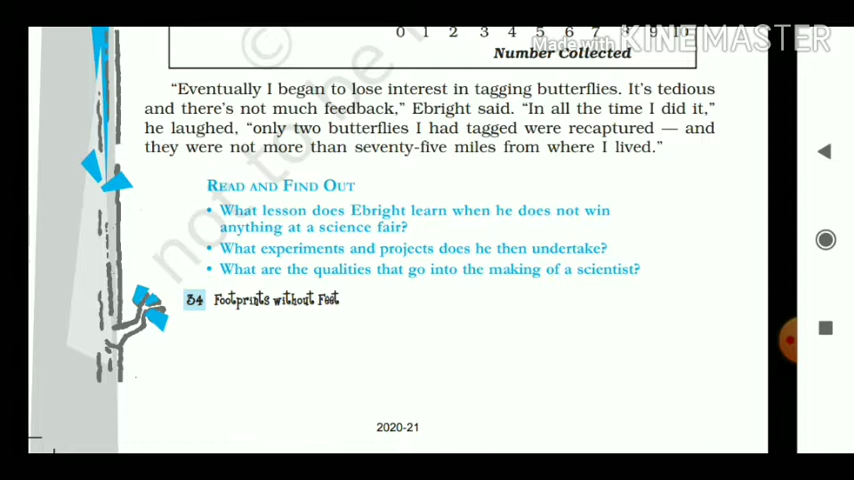 0 1 2 3 4 5 6 7 8 9 10
Made with KINEMASTER
Number Collected
©
not to be
“Eventually I began to lose interest in tagging butterflies. It’s tedious
and there’s not much feedback,” Ebright said. “In all the time I did it,”
he laughed, “only two butterflies I had tagged were recaptured — and
they were not more than seventy-five miles from where I lived.”
READ AND FIND OUT
• What lesson does Ebright learn when he does not win
anything at a science fair?
• What experiments and projects does he then undertake?
• What are the qualities that go into the making of a scientist?
34 Footprints without Feet
2020-21